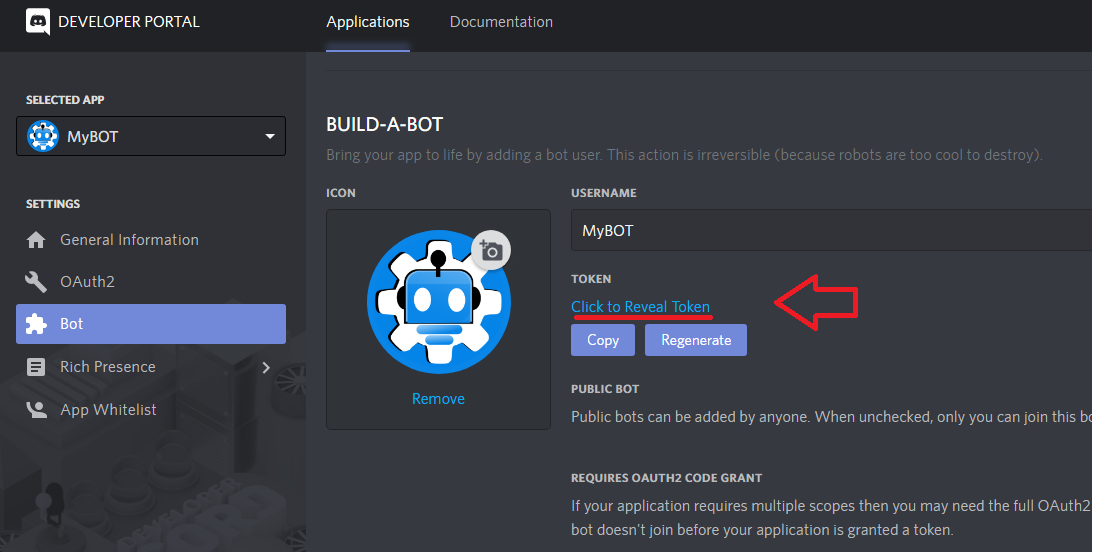 DEVELOPER PORTAL
Applications
Documentation
SELECTED APP
MyBOT
SETTINGS
General Information
OAuth2
Bot
Rich Presence
App Whitelist
BUILD-A-BOT
Bring your app to life by adding a bot user. This action is irreversible (because robots are too cool to destroy).
ICON
Remove
USERNAME
MyBOT
TOKEN
Click to Reveal Token
Copy
Regenerate
PUBLIC BOT
Public bots can be added by anyone. When unchecked, only you can join this bo
REQUIRES OAUTH2 CODE GRANT
If your application requires multiple scopes then you may need the full OAuth2
bot doesn't join before your application is granted a token.